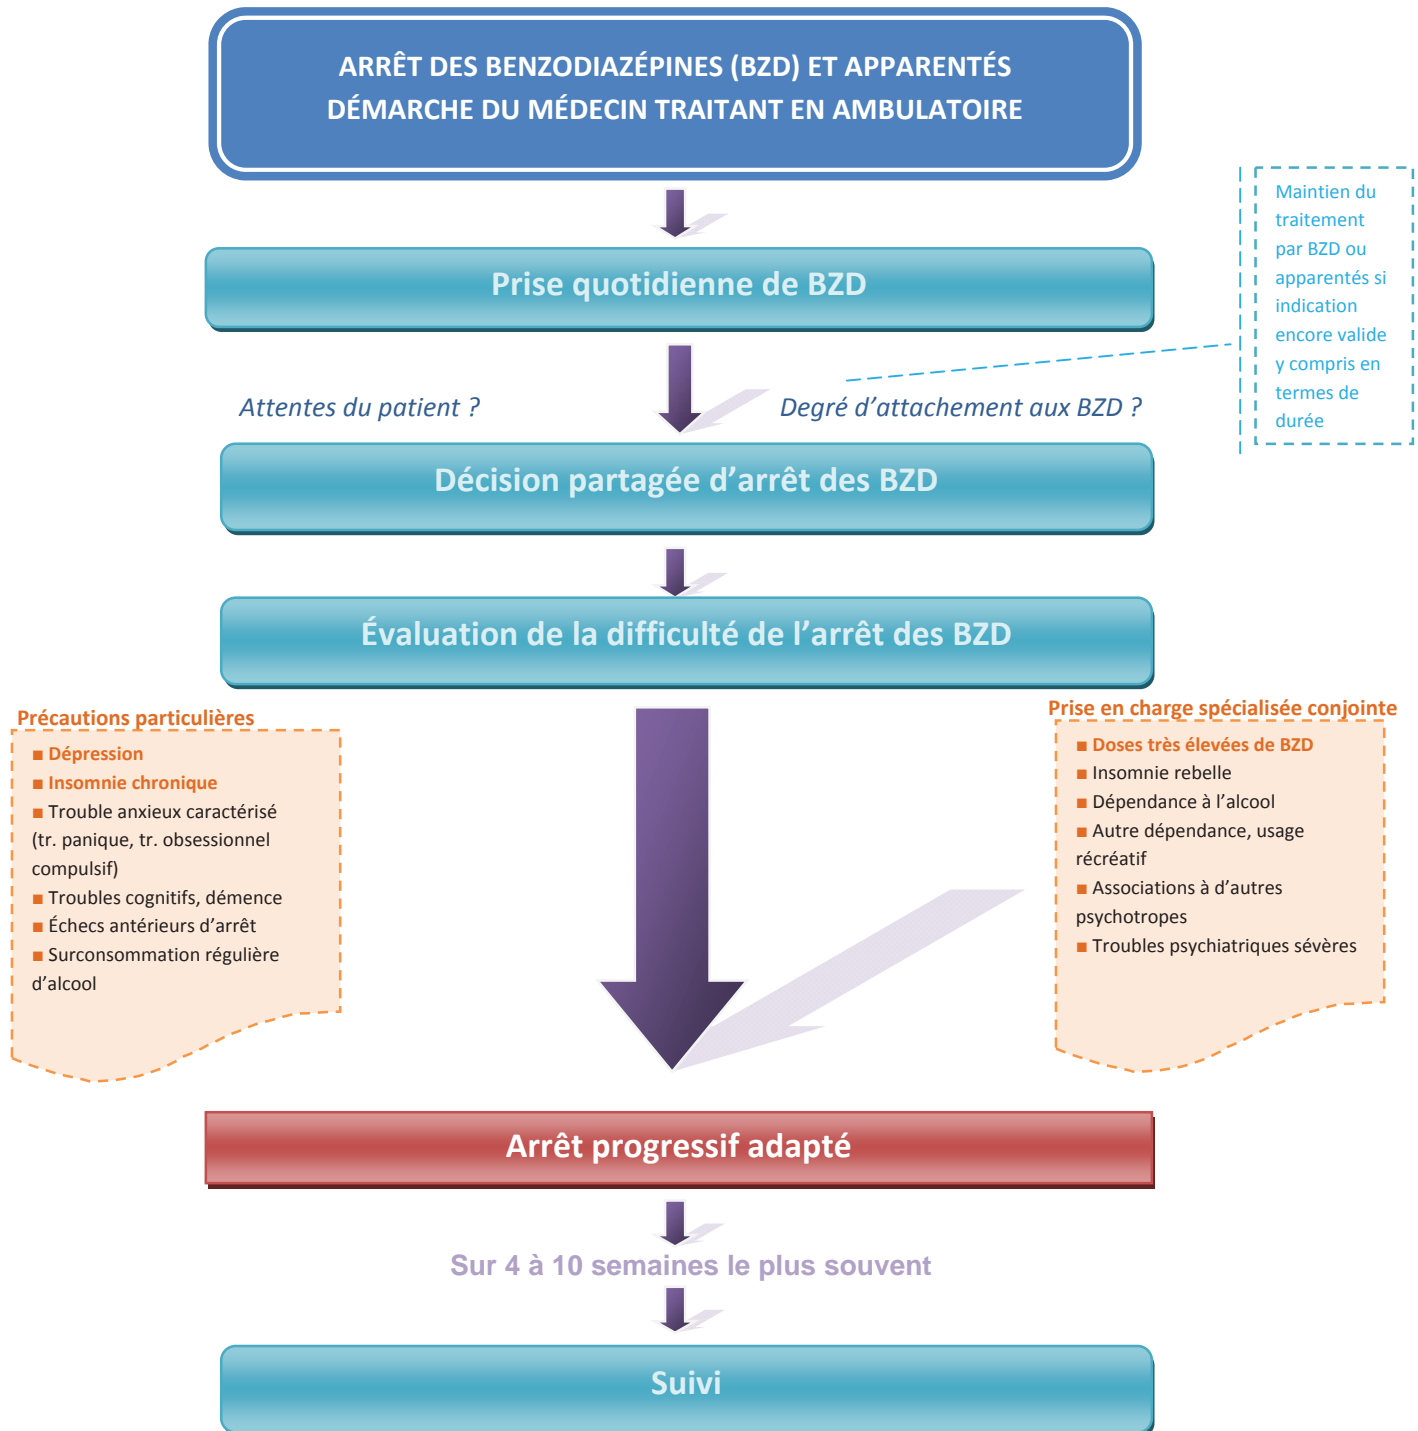 ARRÊT DES BENZODIAZÉPINES (BZD) ET APPARENTÉS
DÉMARCHE DU MÉDECIN TRAITANT EN AMBULATOIRE
Prise quotidienne de BZD
Maintien du
traitement
par BZD ou
apparentés si
indication
encore valide
y compris en
termes de
durée
Attentes du patient ?
Degré d’attachement aux BZD ?
Décision partagée d’arrêt des BZD
Évaluation de la difficulté de l’arrêt des BZD
Précautions particulières
■ Dépression
■ Insomnie chronique
■ Trouble anxieux caractérisé
(tr. panique, tr. obsessionnel
compulsif)
■ Troubles cognitifs, démence
■ Échecs antérieurs d’arrêt
■ Surconsommation régulière
d’alcool
Prise en charge spécialisée conjointe
■ Doses très élevées de BZD
■ Insomnie rebelle
■ Dépendance à l’alcool
■ Autre dépendance, usage
récréatif
■ Associations à d’autres
psychotropes
■ Troubles psychiatriques sévères
Arrêt progressif adapté
Sur 4 à 10 semaines le plus souvent
Suivi